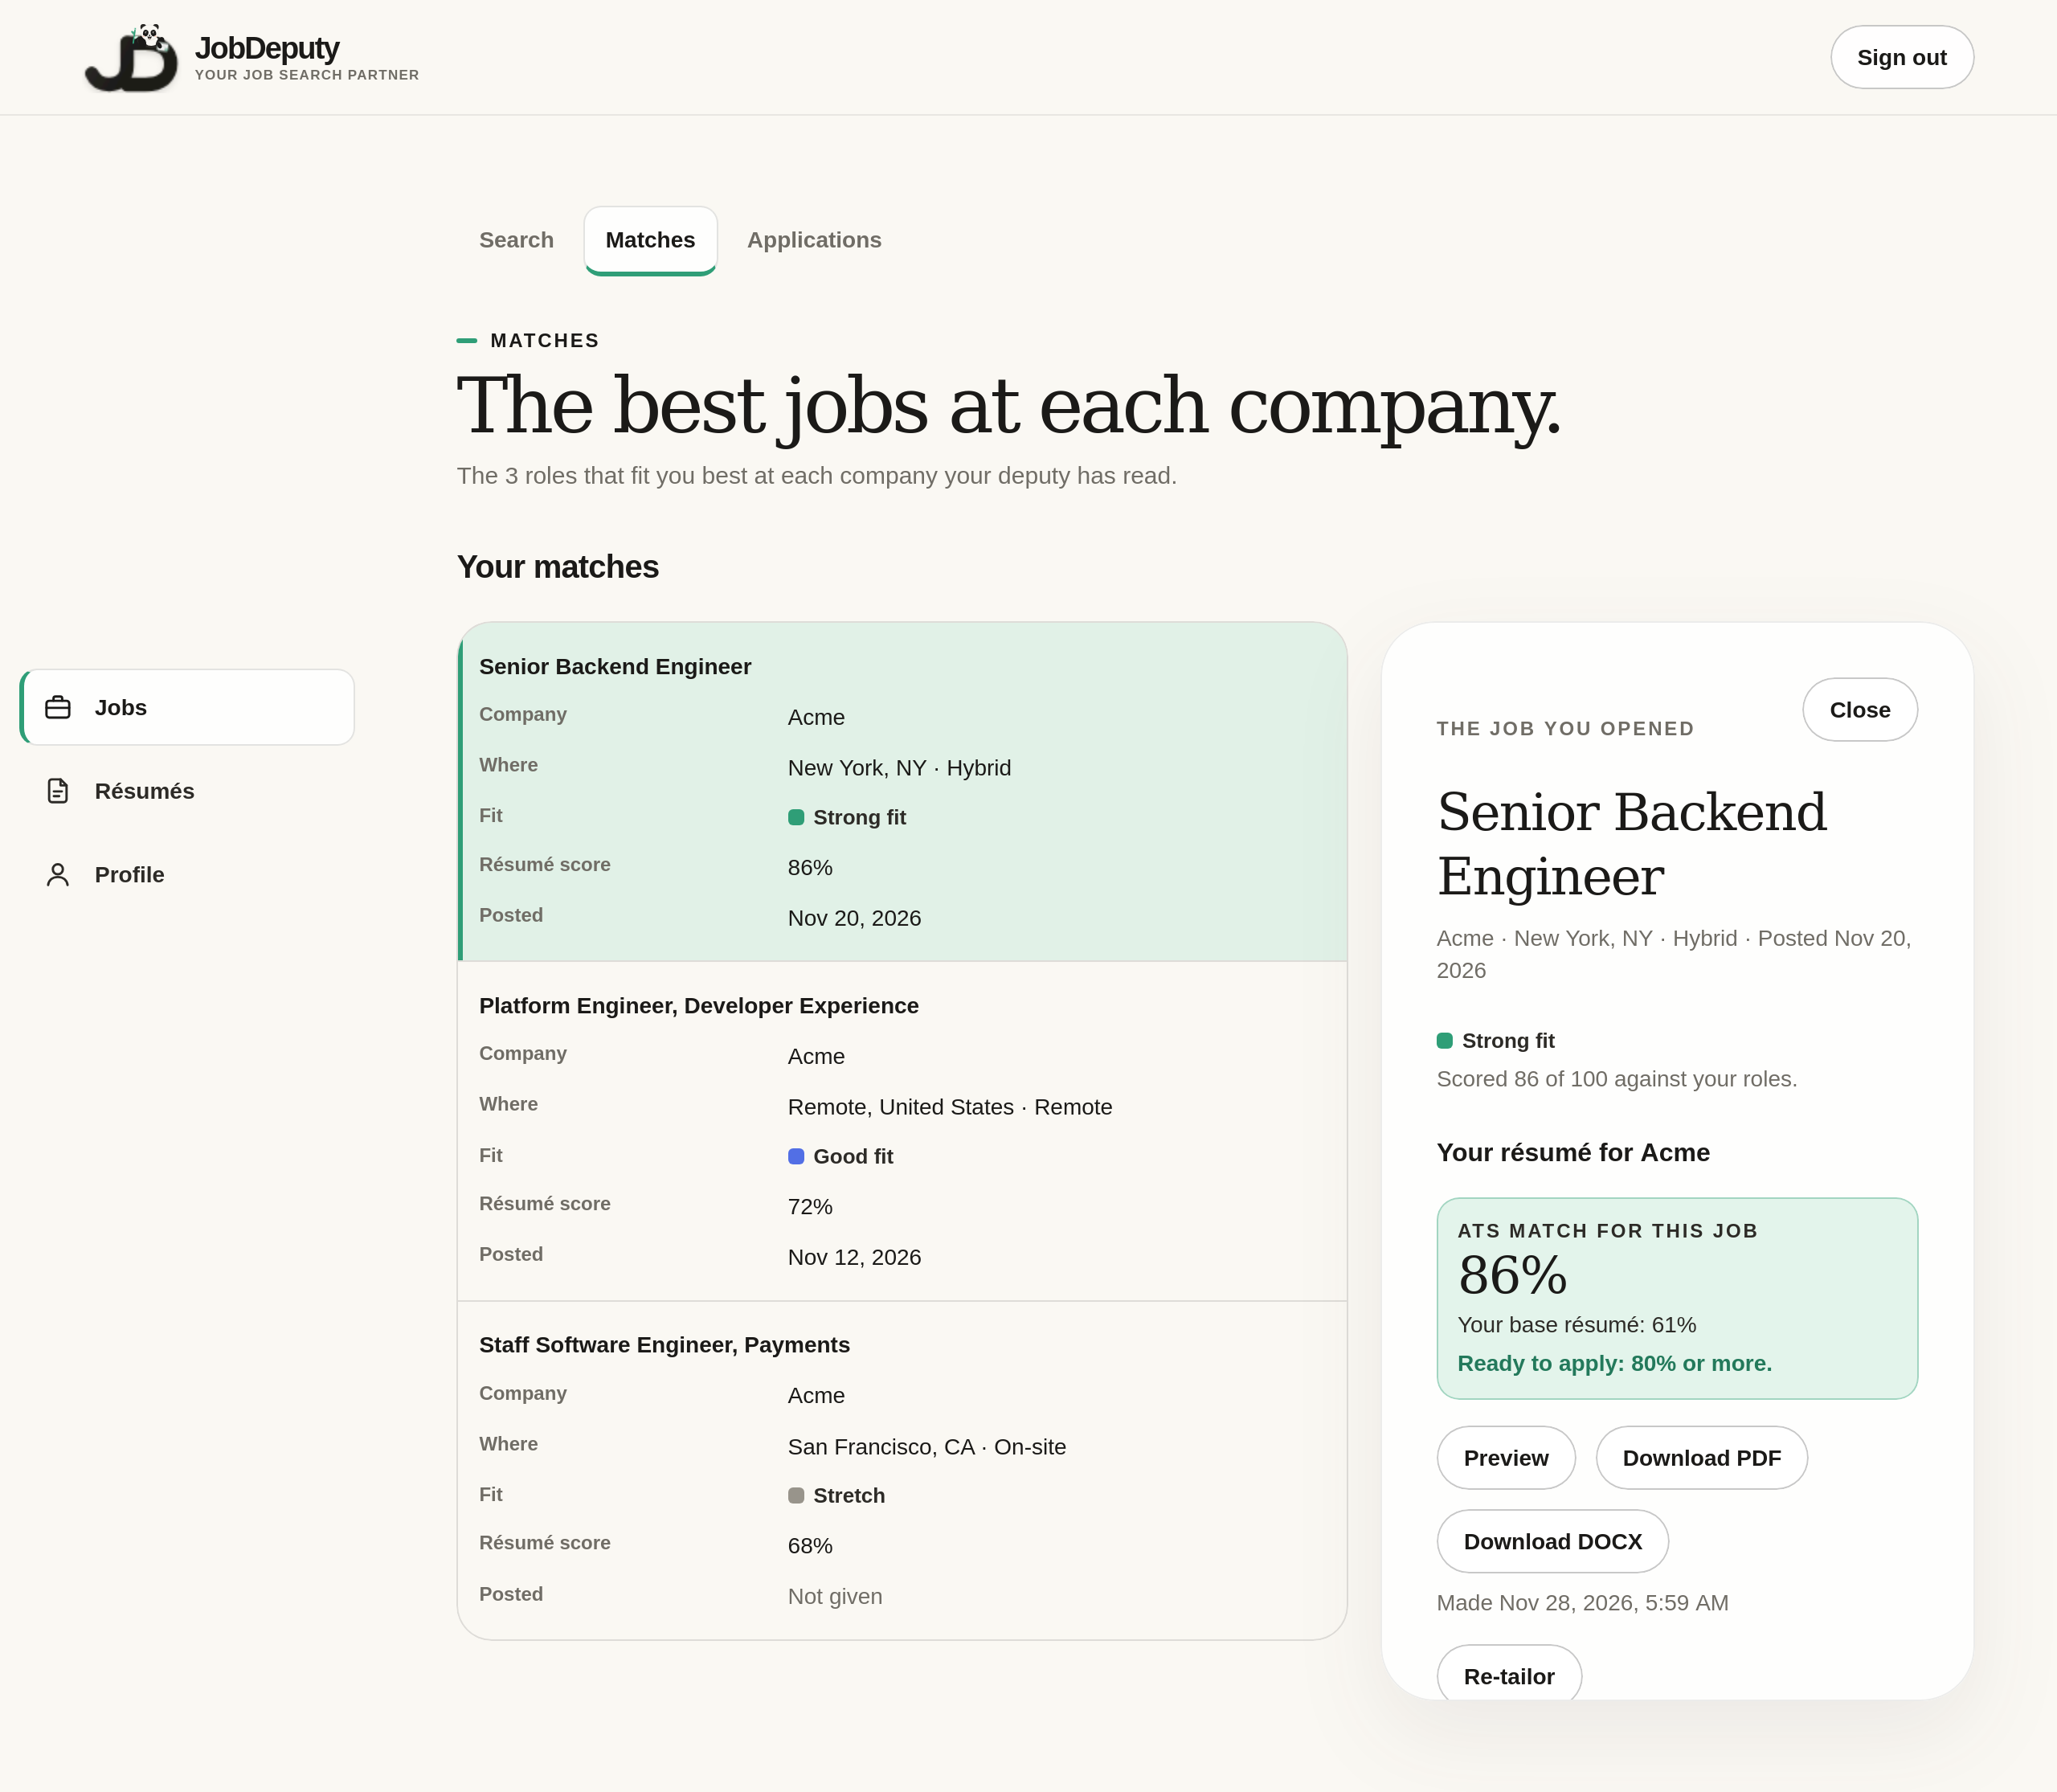 JobDeputy
YOUR JOB SEARCH PARTNER
Sign out
Search
Matches
Applications
MATCHES
The best jobs at each company.
The 3 roles that fit you best at each company your deputy has read.
Your matches
Jobs
Résumés
Profile
Senior Backend Engineer
Company Acme
Where New York, NY · Hybrid
Fit Strong fit
Résumé score 86%
Posted Nov 20, 2026
Platform Engineer, Developer Experience
Company Acme
Where Remote, United States · Remote
Fit Good fit
Résumé score 72%
Posted Nov 12, 2026
Staff Software Engineer, Payments
Company Acme
Where San Francisco, CA · On-site
Fit Stretch
Résumé score 68%
Posted Not given
THE JOB YOU OPENED
Close
Senior Backend
Engineer
Acme · New York, NY · Hybrid · Posted Nov 20,
2026
Strong fit
Scored 86 of 100 against your roles.
Your résumé for Acme
ATS MATCH FOR THIS JOB
86%
Your base résumé: 61%
Ready to apply: 80% or more.
Preview
Download PDF
Download DOCX
Made Nov 28, 2026, 5:59 AM
Re-tailor